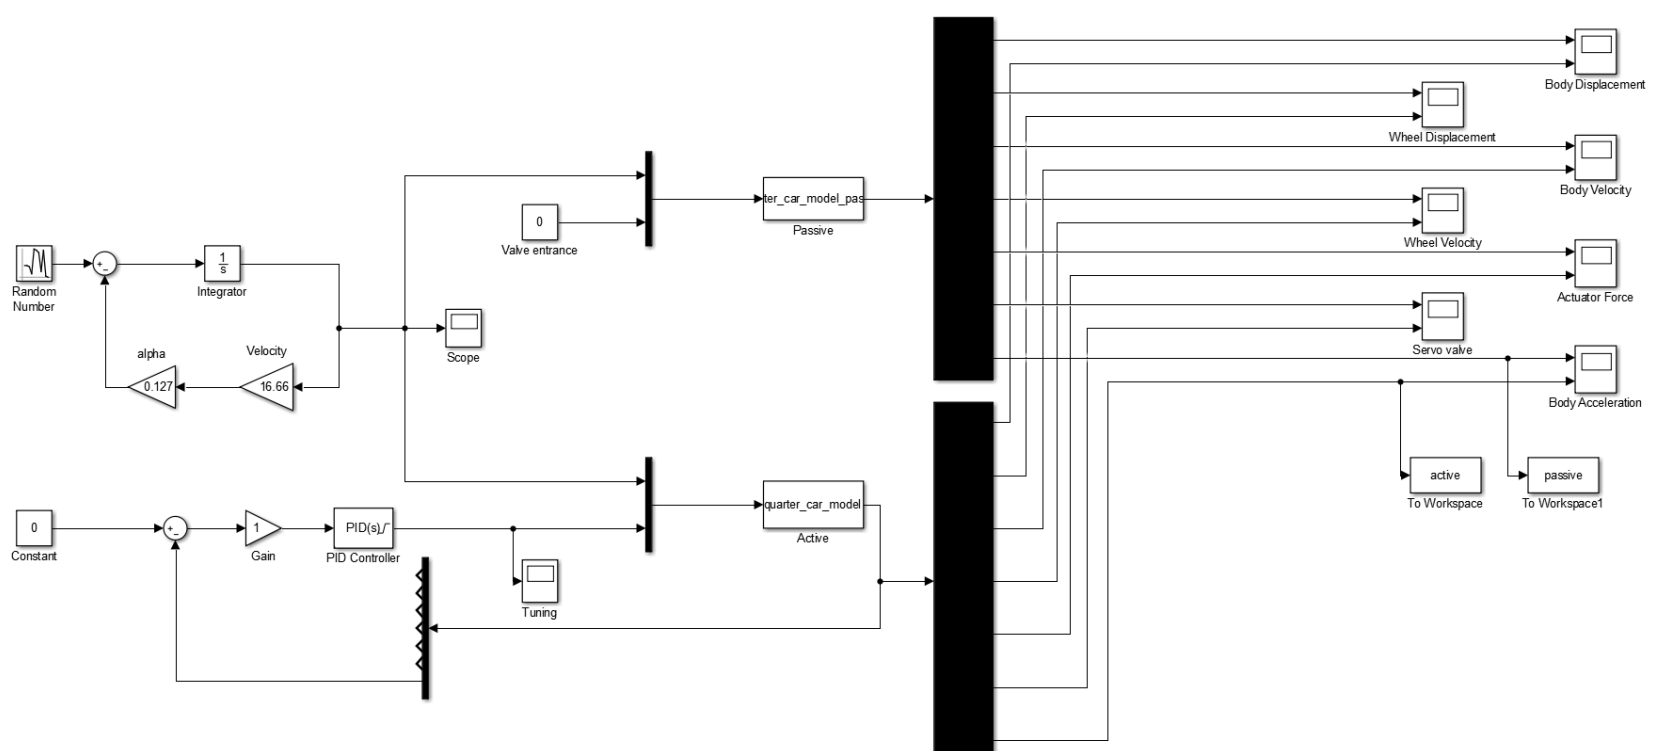 Body Displacement
Wheel Displacement
Body Velocity
0
Valve entrance
ter_car_model_pas
Passive
Wheel Velocity
Random
Number
+
−
1
s
Integrator
Actuator Force
Scope
Servo valve
alpha
Velocity
0.127
16.66
Body Acceleration
active
To Workspace
passive
To Workspace1
0
Constant
+
−
1
Gain
PID(s)
PID Controller
quarter_car_model
Active
Tuning